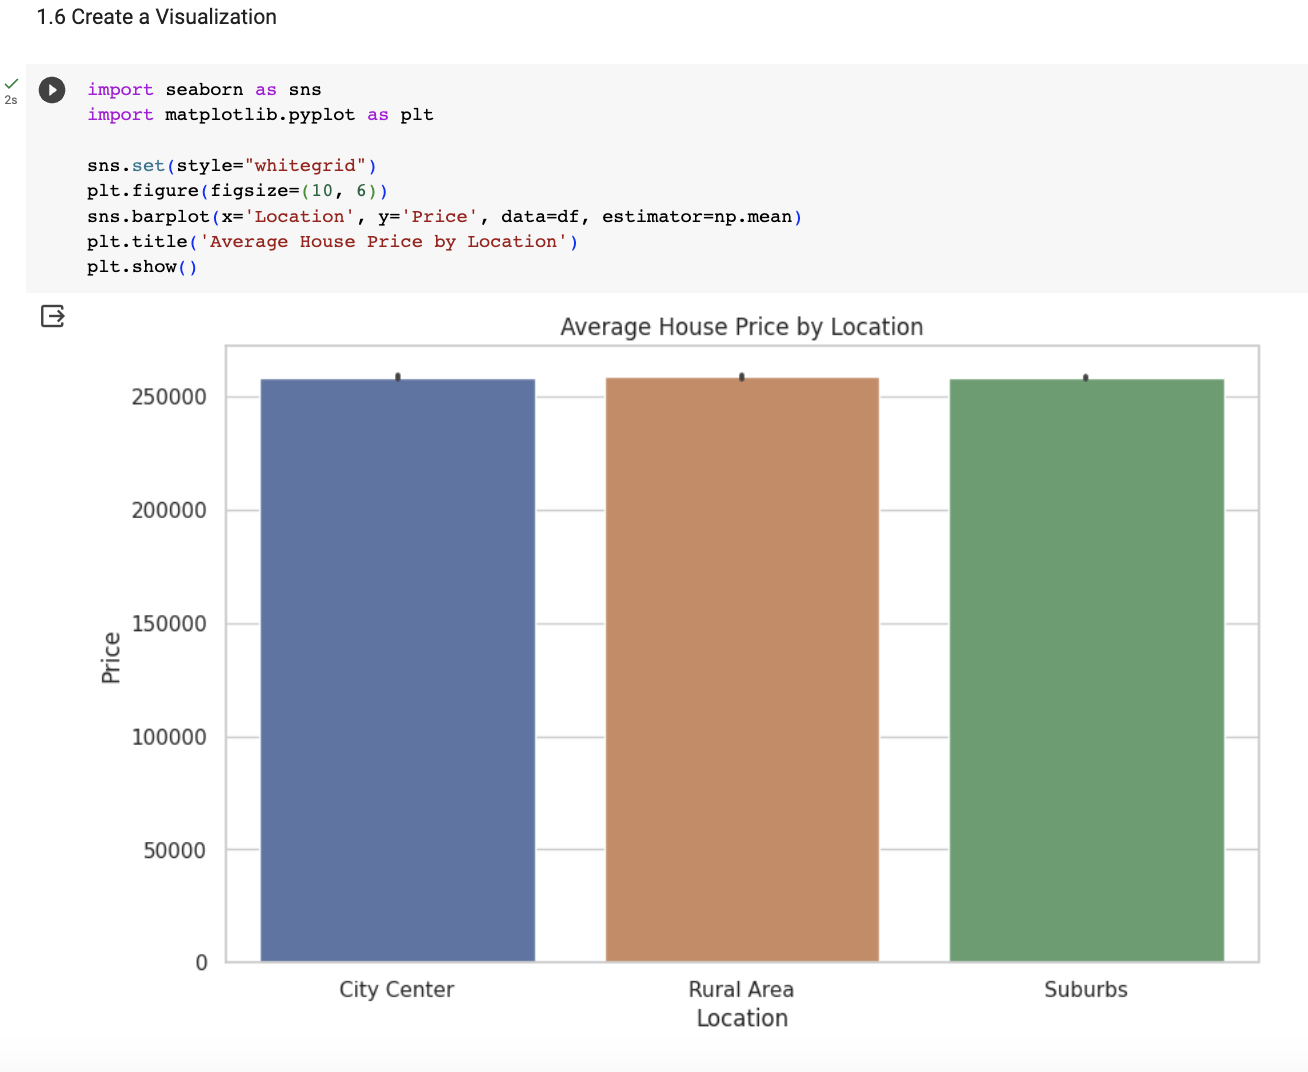 1.6 Create a Visualization
2s
import seaborn as sns
import matplotlib.pyplot as plt
sns.set(style="whitegrid")
plt.figure(figsize=(10, 6))
sns.barplot(x='Location', y='Price', data=df, estimator=np.mean)
plt.title('Average House Price by Location')
plt.show()
Average House Price by Location
250000
200000
150000
Price
100000
50000
0
City Center Rural Area Suburbs
Location